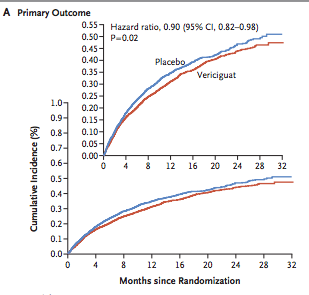 A Primary Outcome
Hazard ratio, 0.90 (95% CI, 0.82–0.98)
P=0.02
0.55
0.50
0.45
0.40
0.35
0.30
0.25
0.20
0.15
0.10
0.05
0.00
Placebo
Vericiguat
0 4 8 12 16 20 24 28 32
Cumulative Incidence (%)
1.0
0.9
0.8
0.7
0.6
0.5
0.4
0.3
0.2
0.1
0.0
0 4 8 12 16 20 24 28 32
Months since Randomization